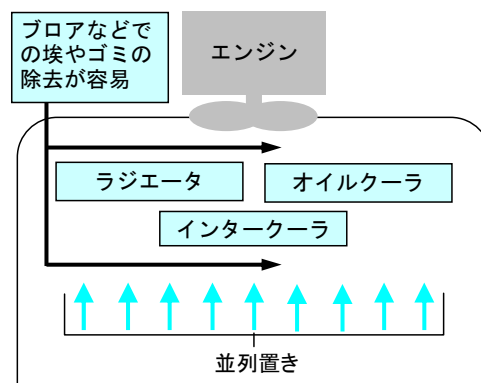 ブロアなどで
の埃やゴミの
除去が容易
エンジン
ラジエータ
オイルクーラ
インタークーラ
並列置き